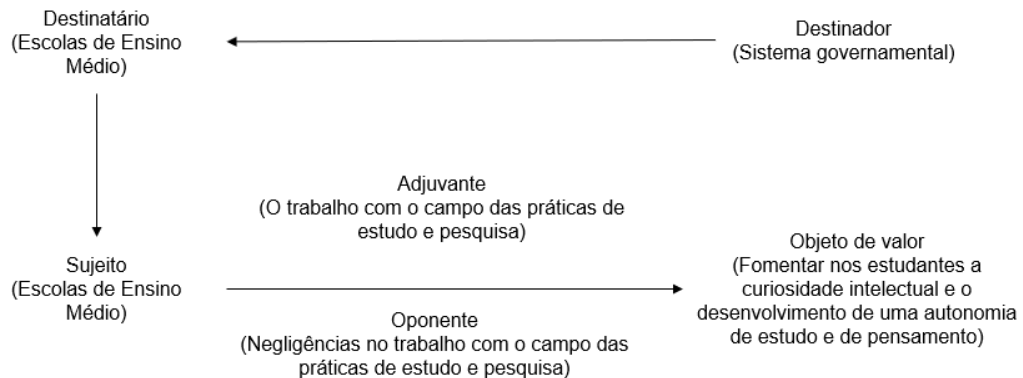 Destinatário
(Escolas de Ensino
Médio)
Destinador
(Sistema governamental)
Adjuvante
(O trabalho com o campo das práticas de
estudo e pesquisa)
Sujeito
(Escolas de Ensino
Médio)
Oponente
(Negligências no trabalho com o campo das
práticas de estudo e pesquisa)
Objeto de valor
(Fomentar nos estudantes a
curiosidade intelectual e o
desenvolvimento de uma autonomia
de estudo e de pensamento)